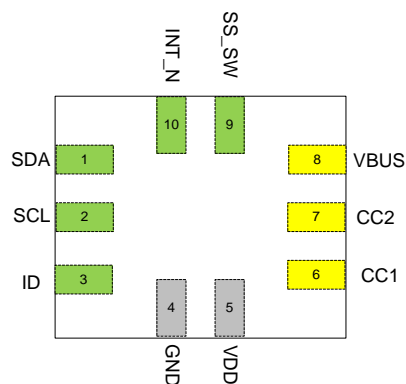 INT_N
SS_SW
10
9
SDA 1
8 VBUS
SCL 2
7 CC2
ID 3
6 CC1
4
5
GND
VDD